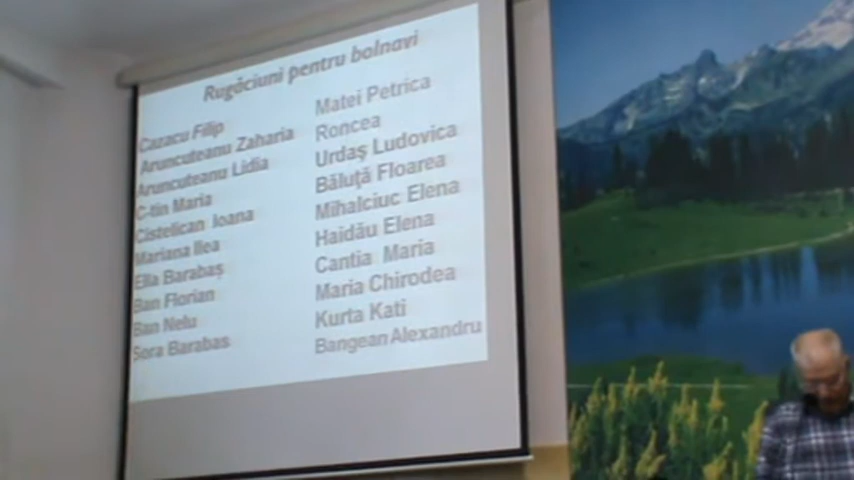 Rugăciuni pentru bolnavi
Cazacu Filip
Aruncuteanu Zaharia
Aruncuteanu Lidia
C-tin Maria
Cistelican Ioana
Mariana Ilea
Ella Barabaș
Ban Florian
Ban Nelu
Sora Barabas
Matei Petrica
Roncea
Urdaş Ludovica
Băluţă Floarea
Mihalciuc Elena
Haidău Elena
Cantia Maria
Maria Chirodea
Kurta Kati
Bangean Alexandru